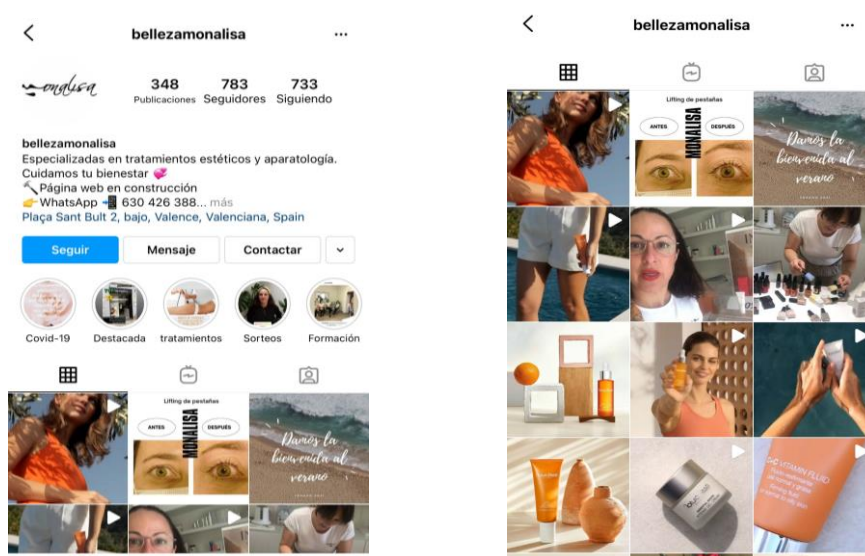 bellezamonalisa
monalisa
348 783 733
Publicaciones Seguidores Siguiendo
bellezamonalisa
Especializadas en tratamientos estéticos y aparatología.
Cuidamos tu bienestar 💞
🔨Página web en construcción
👉WhatsApp 📲 630 426 388... más
Plaça Sant Bult 2, bajo, Valence, Valenciana, Spain
Seguir Mensaje Contactar
Covid-19 Destacada tratamientos Sorteos Formación
Lifting de pestañas
ANTES MONALISA DESPUÉS
Damos la
bienvenida al
verano
bellezamonalisa
Lifting de pestañas
ANTES MONALISA DESPUÉS
Damos la
bienvenida al
verano
C+C VITAMIN FLUID